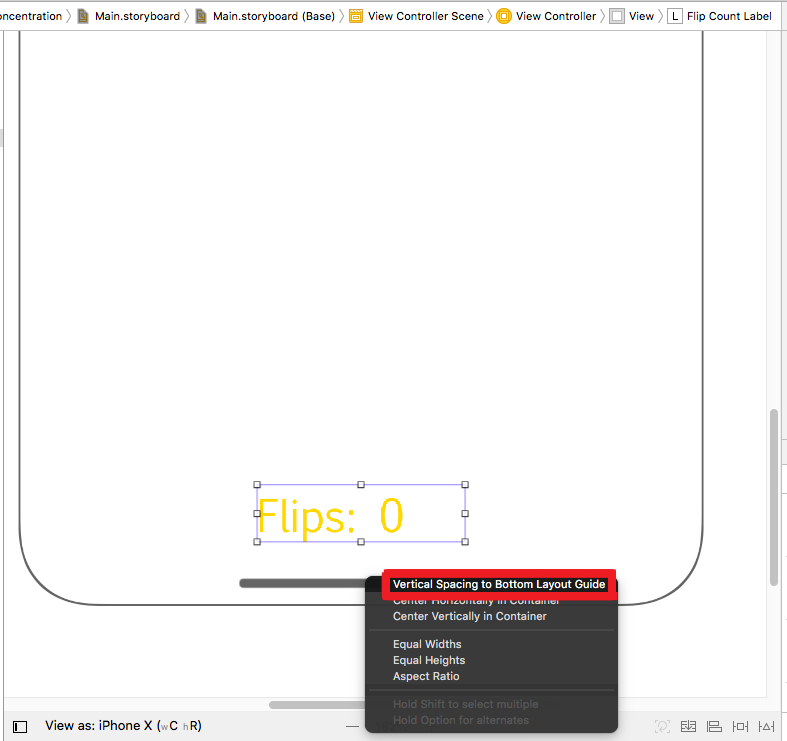 oncentration Main.storyboard Main.storyboard (Base) View Controller Scene View Controller View L Flip Count Label
Flips: 0
Vertical Spacing to Bottom Layout Guide
Center Horizontally in Container
Center Vertically in Container
Equal Widths
Equal Heights
Aspect Ratio
Hold Shift to select multiple
Hold Option for alternates
View as: iPhone X (wC hR)